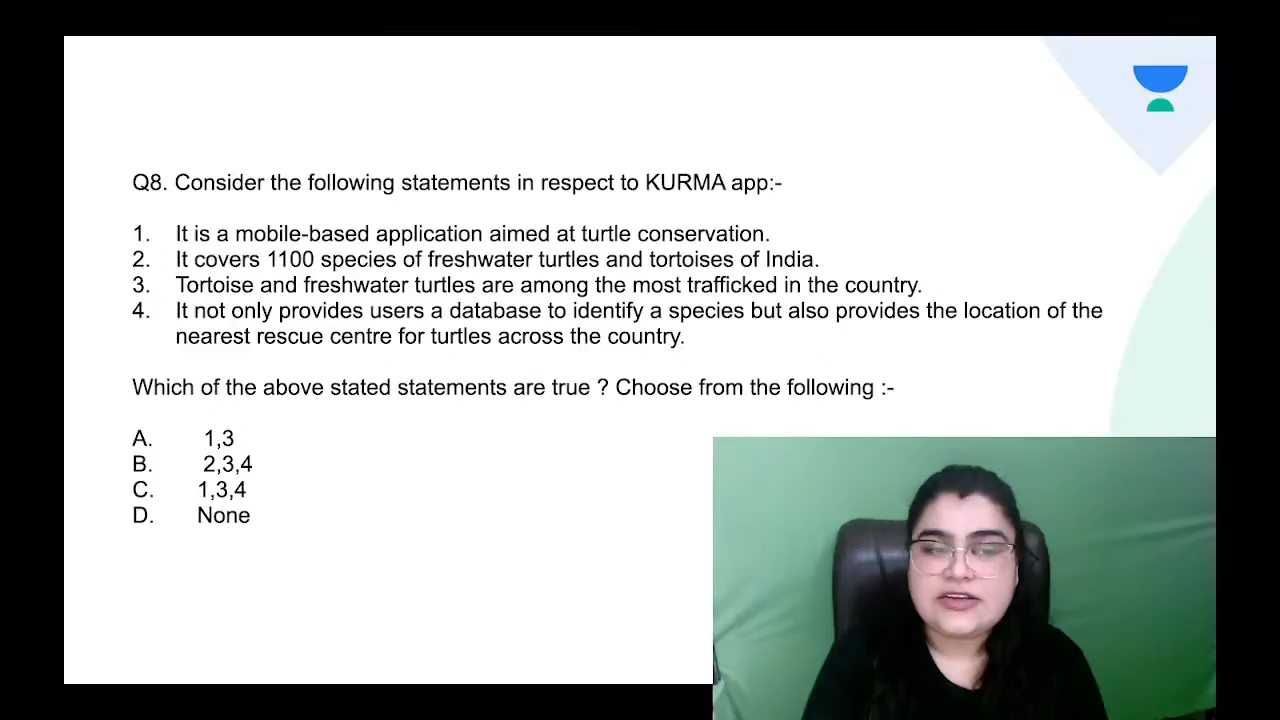 Q8. Consider the following statements in respect to KURMA app:-
1. It is a mobile-based application aimed at turtle conservation.
2. It covers 1100 species of freshwater turtles and tortoises of India.
3. Tortoise and freshwater turtles are among the most trafficked in the country.
4. It not only provides users a database to identify a species but also provides the location of the
nearest rescue centre for turtles across the country.
Which of the above stated statements are true ? Choose from the following :-
A. 1,3
B. 2,3,4
C. 1,3,4
D. None